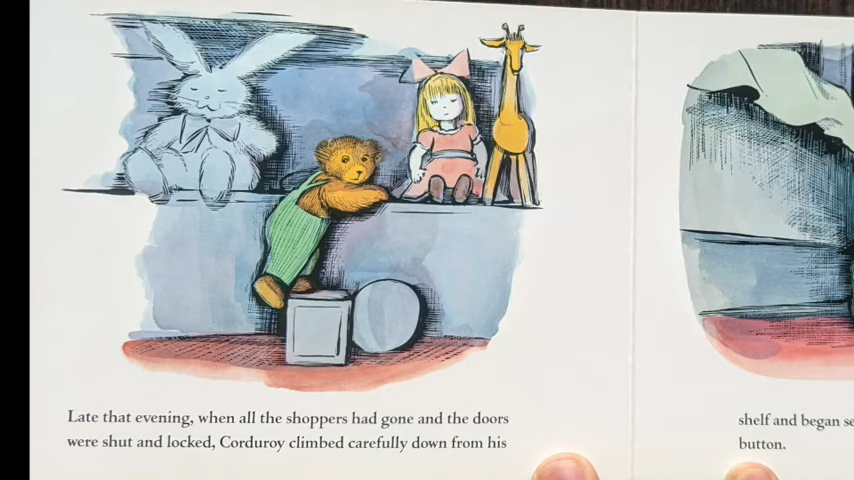 Late that evening, when all the shoppers had gone and the doors
were shut and locked, Corduroy climbed carefully down from his
shelf and began
button.